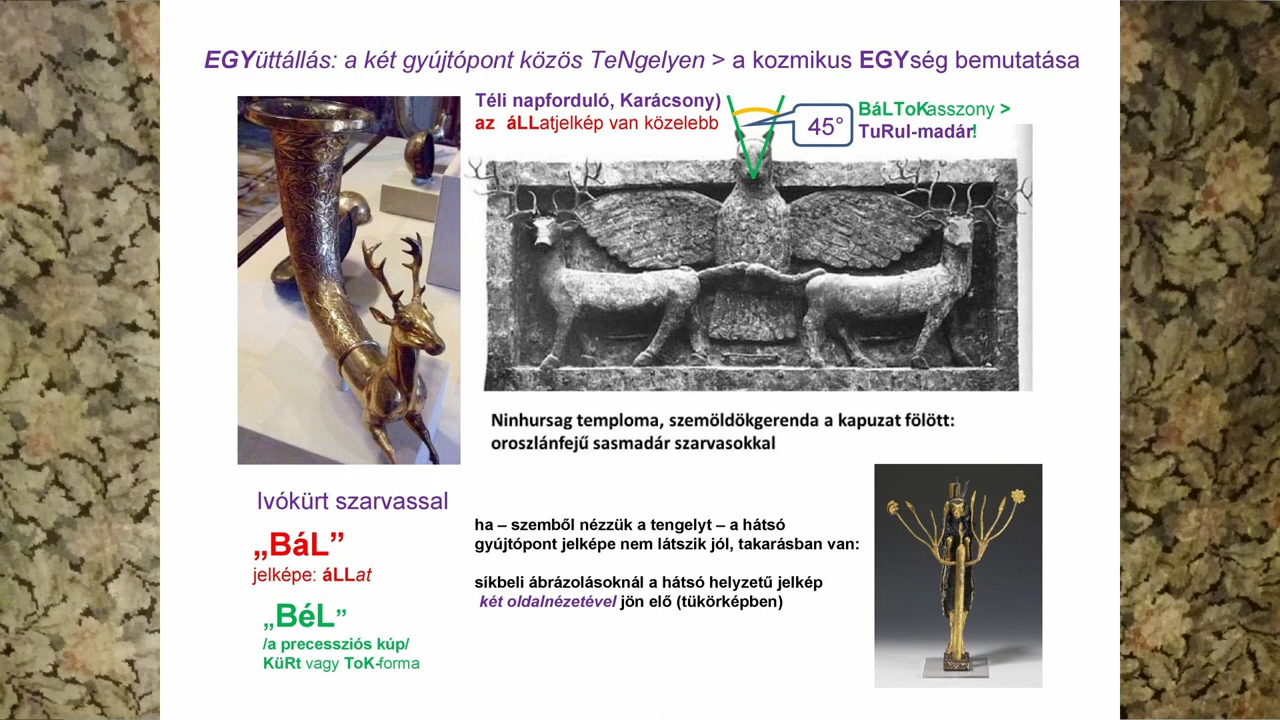 EGYüttállás: a két gyújtópont közös TeNgelyen > a kozmikus EGYség bemutatása
Téli napforduló, Karácsony)
az áLLatjelkép van közelebb
45°
BáLToKasszony >
TuRul-madár!
Ninhursag temploma, szemöldökgerenda a kapuzat fölött:
oroszlánfejű sasmadár szarvasokkal
Ivókürt szarvassal
„BáL”
jelképe: áLLat
„BéL”
/a precessziós kúp/
KüRt vagy ToK-forma
ha – szemből nézzük a tengelyt – a hátsó
gyújtópont jelképe nem látszik jól, takarásban van:
síkbeli ábrázolásoknál a hátsó helyzetű jelkép
két oldalnézetével jön elő (tükörképben)